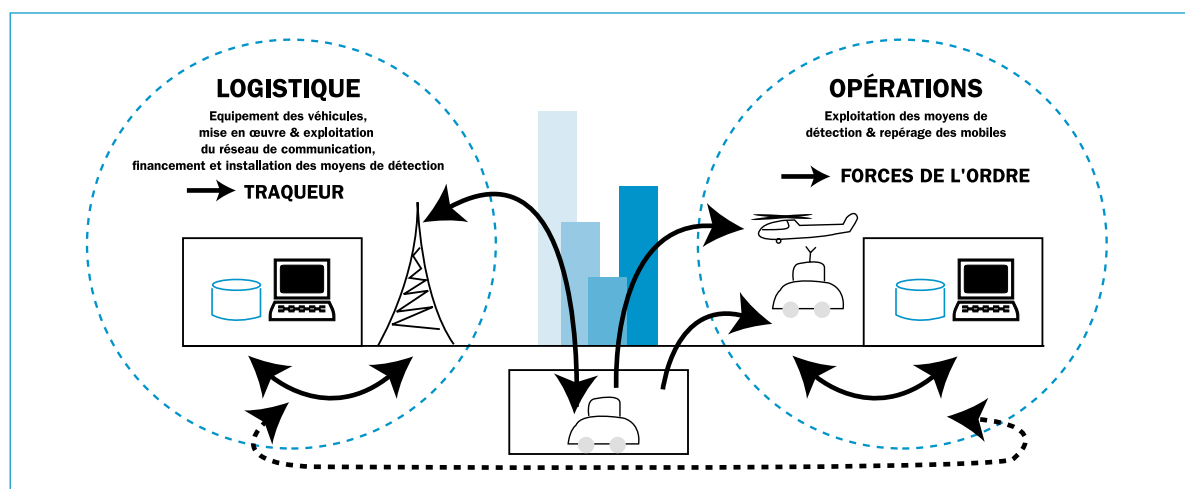 LOGISTIQUE
Equipement des véhicules,
mise en œuvre & exploitation
du réseau de communication,
financement et installation des moyens de détection
TRAQUEUR
OPÉRATIONS
Exploitation des moyens de
détection & repérage des mobiles
FORCES DE L'ORDRE